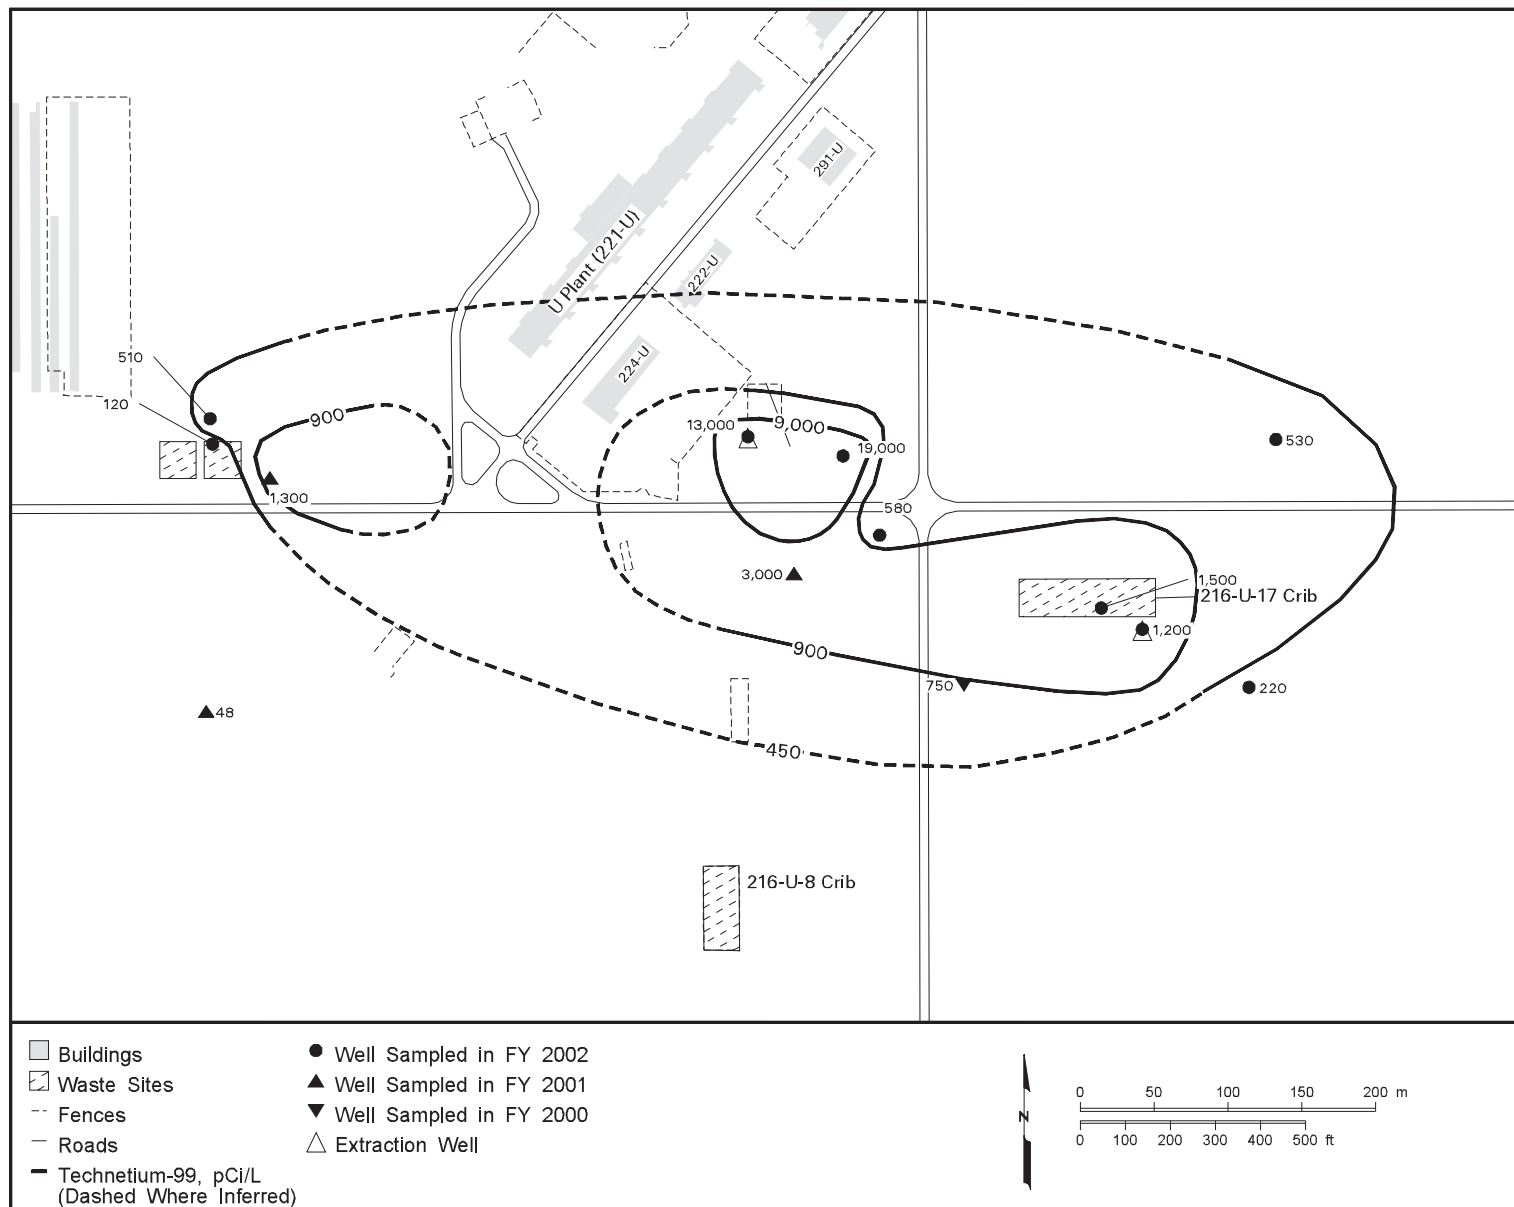 291-U
U Plant (221-U)
222-U
224-U
510
120
900
13,000
9,000
19,000
530
1,300
580
3,000
1,500
216-U-17 Crib
1,200
900
750
220
48
450
216-U-8 Crib
Buildings
Waste Sites
Fences
Roads
Technetium-99, pCi/L
(Dashed Where Inferred)
Well Sampled in FY 2002
Well Sampled in FY 2001
Well Sampled in FY 2000
Extraction Well
N
0 50 100 150 200 m
0 100 200 300 400 500 ft